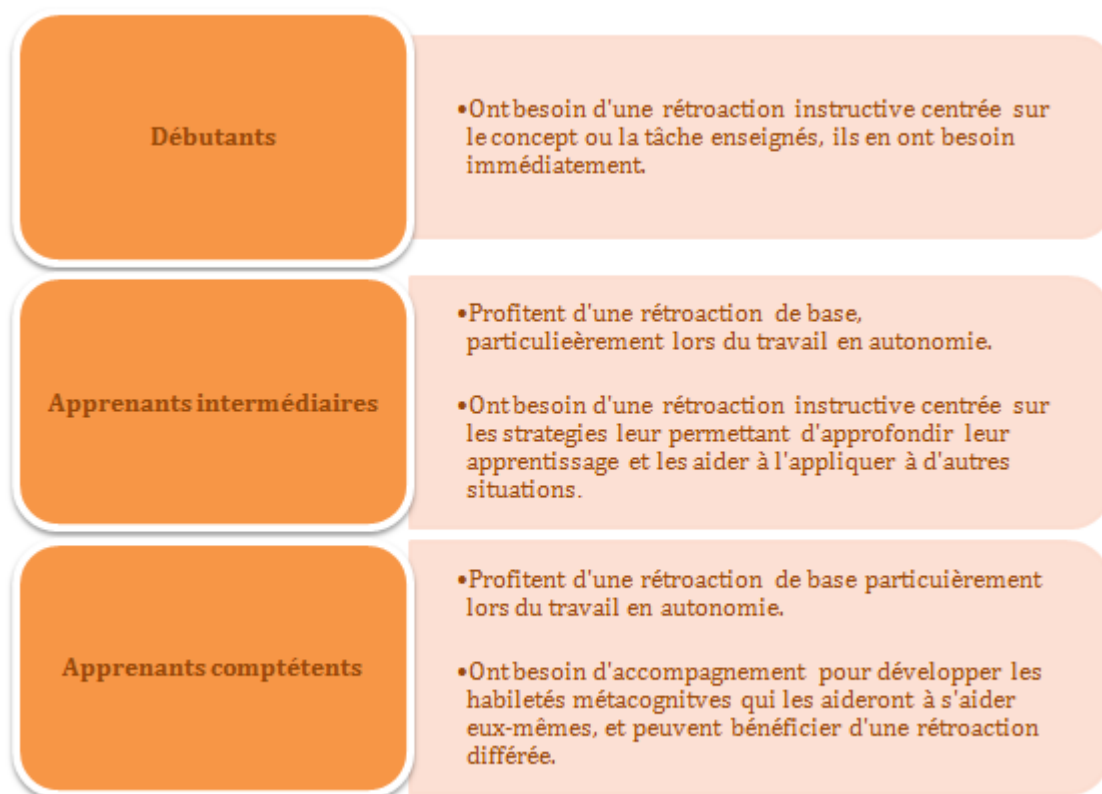 Débutants
•Ont besoin d'une rétroaction instructive centrée sur
le concept ou la tâche enseignés, ils en ont besoin
immédiatement.
Apprenants intermédiaires
•Profitent d'une rétroaction de base,
particulieèrement lors du travail en autonomie.
•Ont besoin d'une rétroaction instructive centrée sur
les strategies leur permettant d'approfondir leur
apprentissage et les aider à l'appliquer à d'autres
situations.
Apprenants comptétents
•Profitent d'une rétroaction de base particuièrement
lors du travail en autonomie.
•Ont besoin d'accompagnement pour développer les
habiletés métacognitves qui les aideront à s'aider
eux-mêmes, et peuvent bénéficier d'une rétroaction
différée.